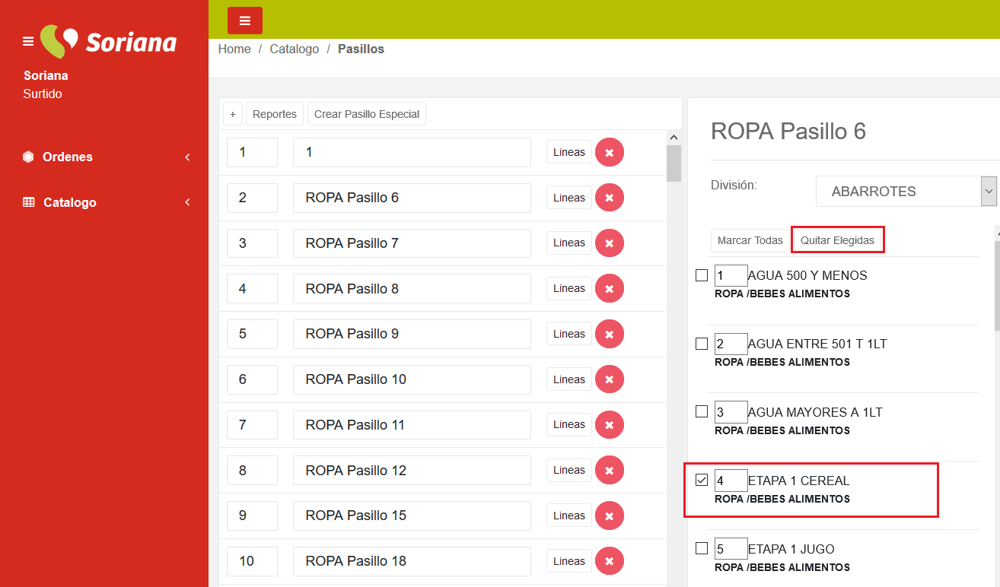 Soriana
Soriana
Surtido
Ordenes
Catalogo
Home / Catalogo / Pasillos
+ Reportes Crear Pasillo Especial
1 1 Lineas
2 ROPA Pasillo 6 Lineas
3 ROPA Pasillo 7 Lineas
4 ROPA Pasillo 8 Lineas
5 ROPA Pasillo 9 Lineas
6 ROPA Pasillo 10 Lineas
7 ROPA Pasillo 11 Lineas
8 ROPA Pasillo 12 Lineas
9 ROPA Pasillo 15 Lineas
10 ROPA Pasillo 18 Lineas
ROPA Pasillo 6
División: ABARROTES
Marcar Todas Quitar Elegidas
1 AGUA 500 Y MENOS
ROPA /BEBES ALIMENTOS
2 AGUA ENTRE 501 T 1LT
ROPA /BEBES ALIMENTOS
3 AGUA MAYORES A 1LT
ROPA /BEBES ALIMENTOS
4 ETAPA 1 CEREAL
ROPA /BEBES ALIMENTOS
5 ETAPA 1 JUGO
ROPA /BEBES ALIMENTOS